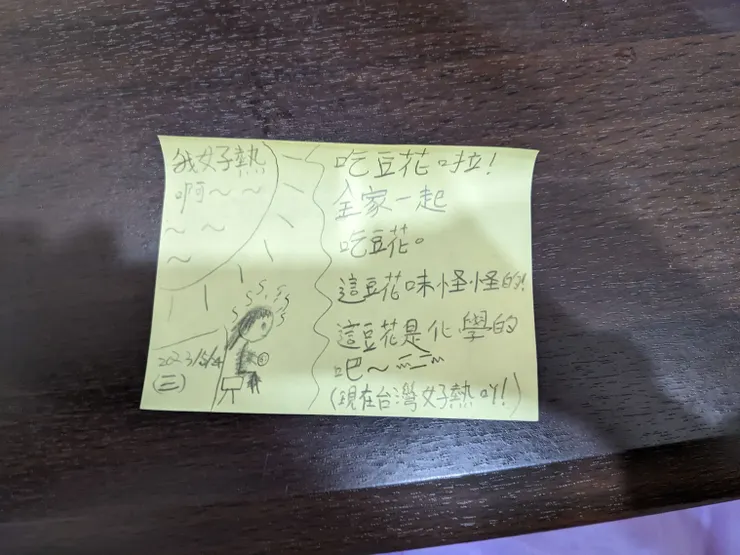 我好熱
啊～～
～～
～
2023/5/24
(三)
吃豆花啦！
全家一起
吃豆花。
這豆花味怪怪的！
這豆花是化學的
吧～
(現在台灣好熱吖！)